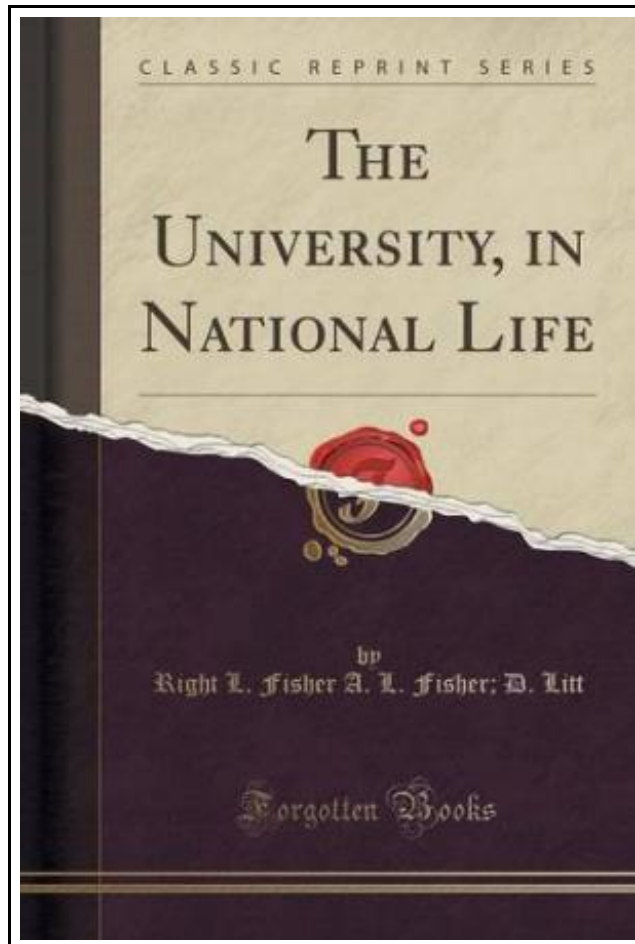 CLASSIC REPRINT SERIES
THE
UNIVERSITY, IN
NATIONAL LIFE
F
by
Right L. Fisher A. L. Fisher; D. Litt
Forgotten Books